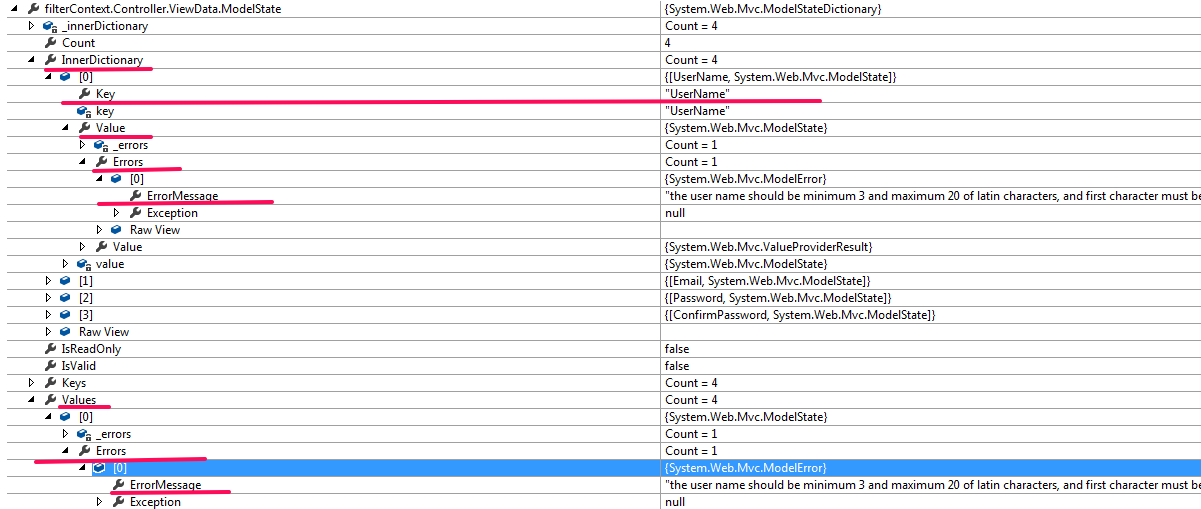 filterContext.Controller.ViewData.ModelState {System.Web.Mvc.ModelStateDictionary}
_innerDictionary Count = 4
Count 4
InnerDictionary Count = 4
[0] {[UserName, System.Web.Mvc.ModelState]}
Key "UserName"
key "UserName"
Value {System.Web.Mvc.ModelState}
_errors Count = 1
Errors Count = 1
[0] {System.Web.Mvc.ModelError}
ErrorMessage "the user name should be minimum 3 and maximum 20 of latin characters, and first character must be
Exception null
Raw View
Value {System.Web.Mvc.ValueProviderResult}
value {System.Web.Mvc.ModelState}
[1] {[Email, System.Web.Mvc.ModelState]}
[2] {[Password, System.Web.Mvc.ModelState]}
[3] {[ConfirmPassword, System.Web.Mvc.ModelState]}
Raw View
IsReadOnly false
IsValid false
Keys Count = 4
Values Count = 4
[0] {System.Web.Mvc.ModelState}
_errors Count = 1
Errors Count = 1
[0] {System.Web.Mvc.ModelError}
ErrorMessage "the user name should be minimum 3 and maximum 20 of latin characters, and first character must be
Exception null